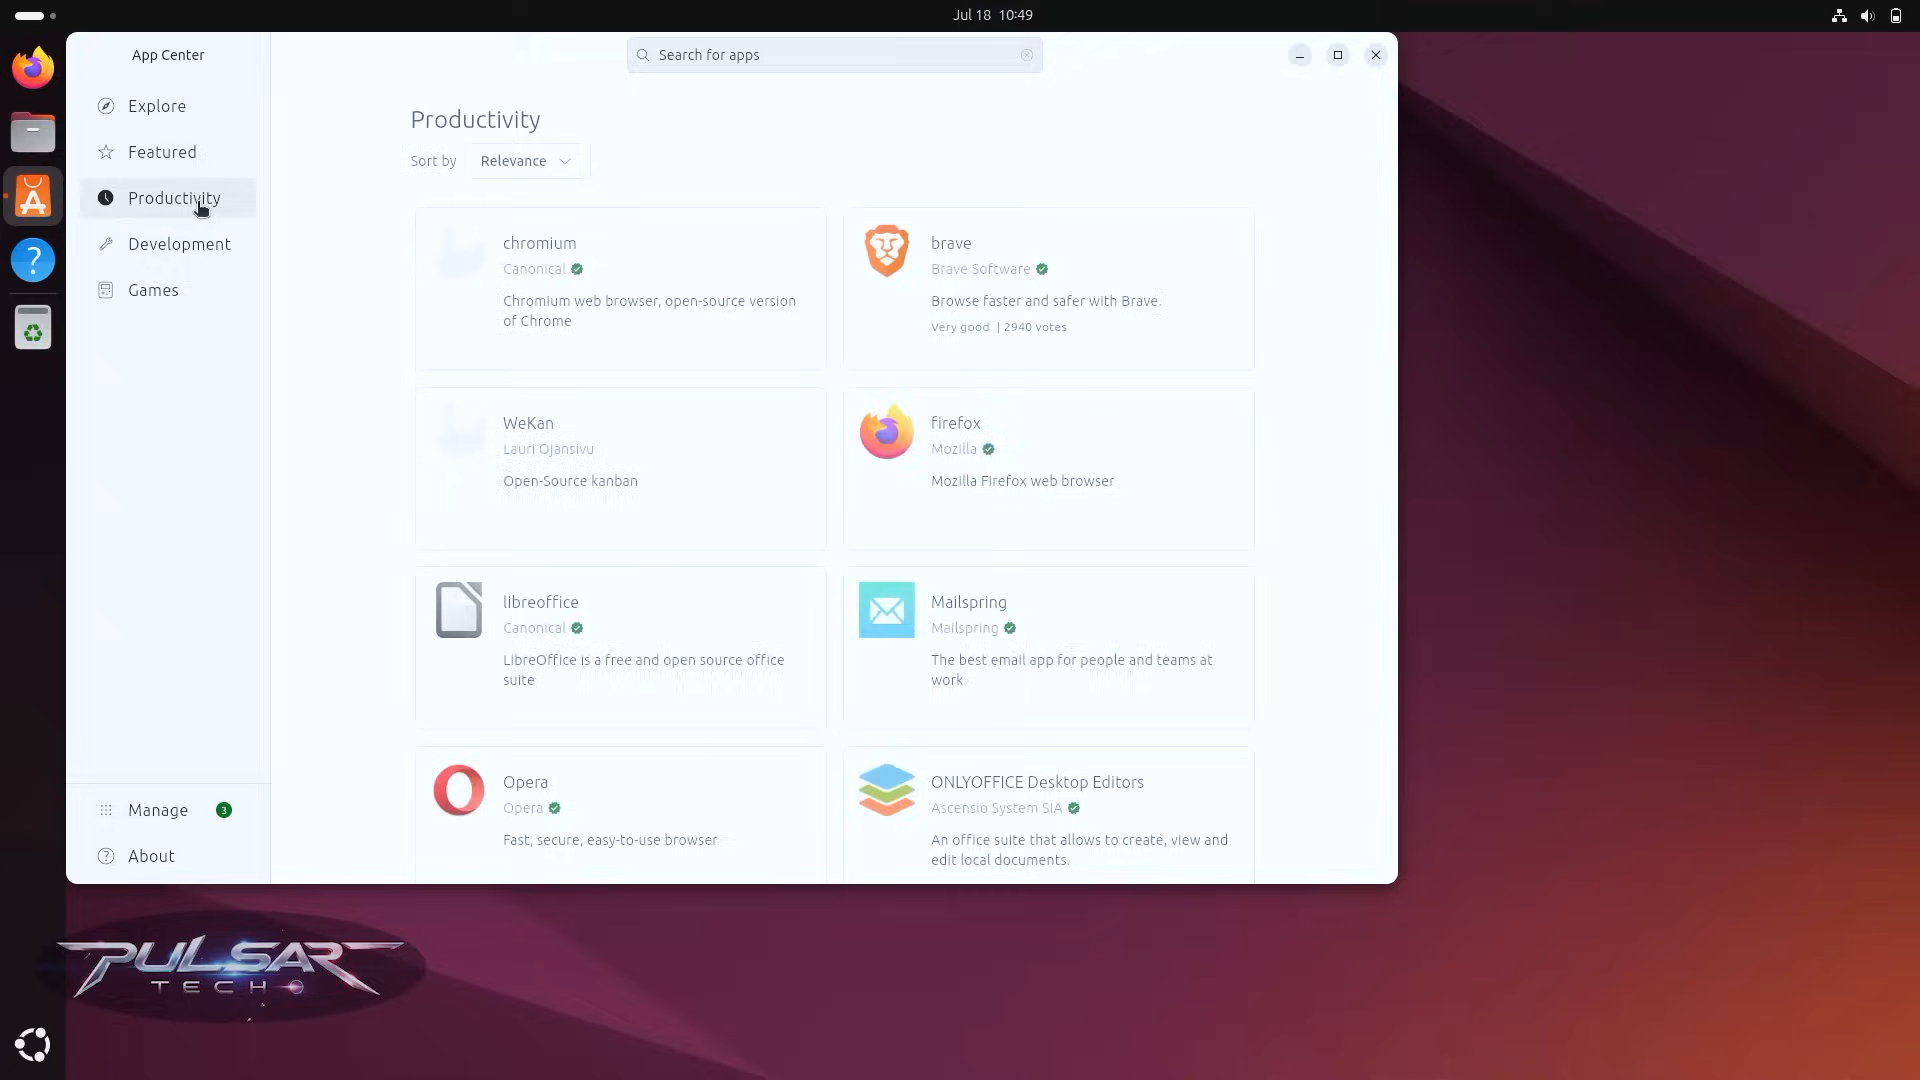 Jul 18 10:49
App Center
Search for apps
Explore
Featured
Productivity
Development
Games
Manage 3
About
Productivity
Sort by Relevance
chromium
Canonical
Chromium web browser, open-source version
of Chrome
brave
Brave Software
Browse faster and safer with Brave.
Very good | 2940 votes
WeKan
Lauri Ojansivu
Open-Source kanban
firefox
Mozilla
Mozilla Firefox web browser
libreoffice
Canonical
LibreOffice is a free and open source office
suite
Mailspring
Mailspring
The best email app for people and teams at
work
Opera
Opera
Fast, secure, easy-to-use browser
ONLYOFFICE Desktop Editors
Ascensio System SIA
An office suite that allows to create, view and
edit local documents.
PULSAR
TECH